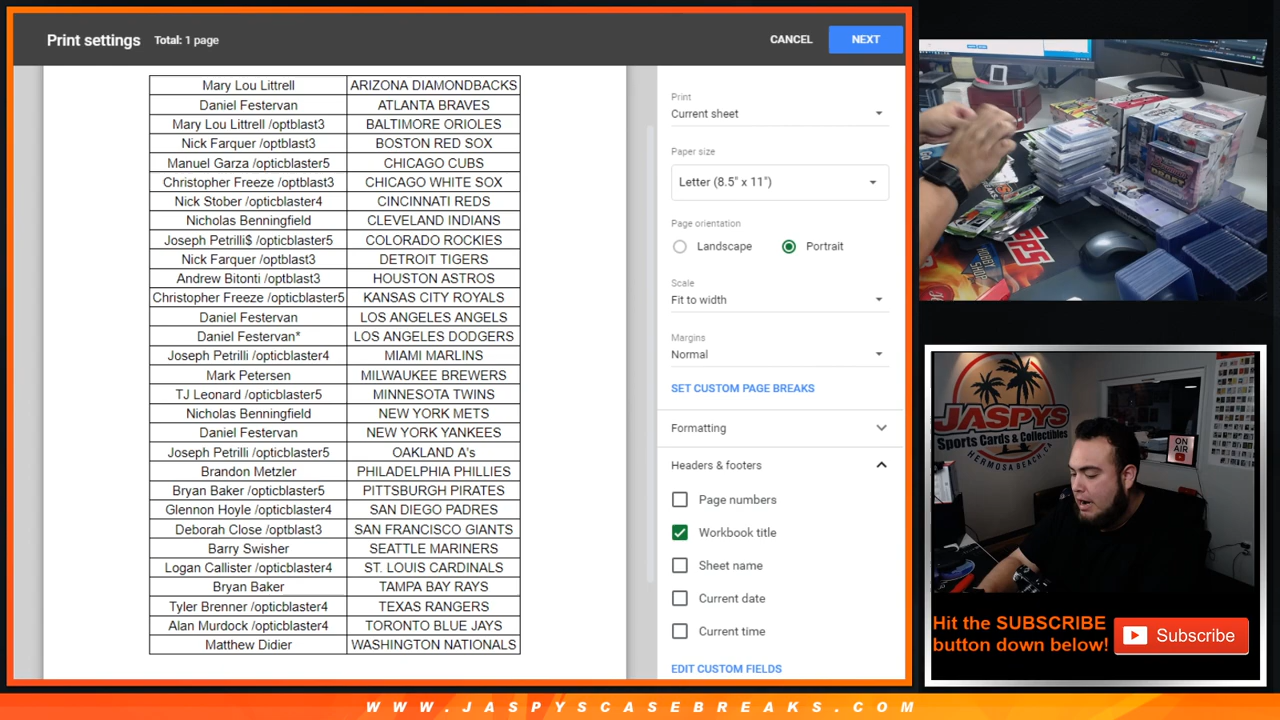 Print settings Total: 1 page CANCEL NEXT
Mary Lou Littrell ARIZONA DIAMONDBACKS
Daniel Festervan ATLANTA BRAVES
Mary Lou Littrell /optblast3 BALTIMORE ORIOLES
Nick Farquer /optblast3 BOSTON RED SOX
Manuel Garza /opticblaster5 CHICAGO CUBS
Christopher Freeze /optblast3 CHICAGO WHITE SOX
Nick Stober /opticblaster4 CINCINNATI REDS
Nicholas Benningfield CLEVELAND INDIANS
Joseph Petrilli$ /opticblaster5 COLORADO ROCKIES
Nick Farquer /optblast3 DETROIT TIGERS
Andrew Bitonti /optblast3 HOUSTON ASTROS
Christopher Freeze /opticblaster5 KANSAS CITY ROYALS
Daniel Festervan LOS ANGELES ANGELS
Daniel Festervan* LOS ANGELES DODGERS
Joseph Petrilli /opticblaster4 MIAMI MARLINS
Mark Petersen MILWAUKEE BREWERS
TJ Leonard /opticblaster5 MINNESOTA TWINS
Nicholas Benningfield NEW YORK METS
Daniel Festervan NEW YORK YANKEES
Joseph Petrilli /opticblaster5 OAKLAND A's
Brandon Metzler PHILADELPHIA PHILLIES
Bryan Baker /opticblaster5 PITTSBURGH PIRATES
Glennon Hoyle /opticblaster4 SAN DIEGO PADRES
Deborah Close /optblast3 SAN FRANCISCO GIANTS
Barry Swisher SEATTLE MARINERS
Logan Callister /opticblaster4 ST. LOUIS CARDINALS
Bryan Baker TAMPA BAY RAYS
Tyler Brenner /opticblaster4 TEXAS RANGERS
Alan Murdock /opticblaster4 TORONTO BLUE JAYS
Matthew Didier WASHINGTON NATIONALS
Print
Current sheet
Paper size
Letter (8.5" x 11")
Page orientation
Landscape Portrait
Scale
Fit to width
Margins
Normal
SET CUSTOM PAGE BREAKS
Formatting
Headers & footers
Page numbers
Workbook title
Sheet name
Current date
Current time
EDIT CUSTOM FIELDS
TOPPS
HOBBY
SHOP
DRAFT
JASPYS
Sports Cards & Collectibles
HERMOSA BEACH, CA
ON
AIR
Hit the SUBSCRIBE
button down below!
Subscribe
WWW.JASPYSCASEBREAKS.COM